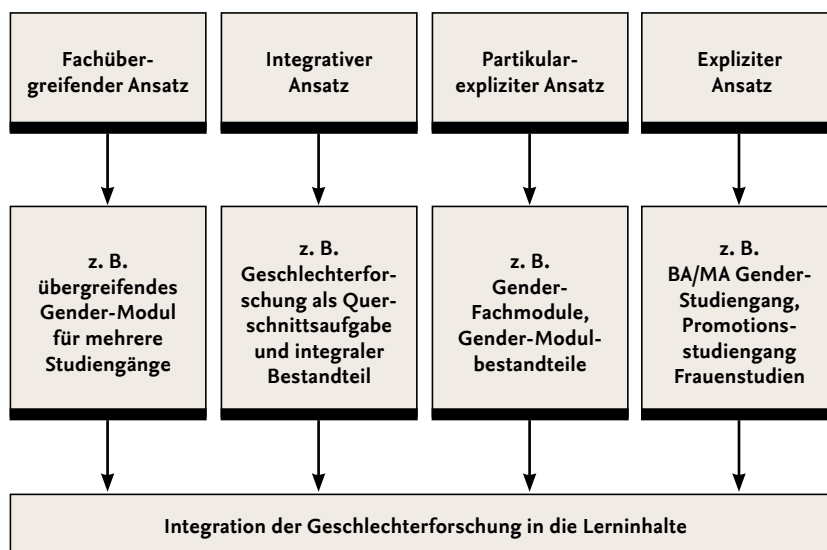 Fachüber-
greifender Ansatz
Integrativer
Ansatz
Partikular-
expliziter Ansatz
Expliziter
Ansatz
z. B.
übergreifendes
Gender-Modul
für mehrere
Studiengänge
z. B.
Geschlechterfor-
schung als Quer-
schnittsaufgabe
und integraler
Bestandteil
z. B.
Gender-
Fachmodule,
Gender-Modul-
bestandteile
z. B.
BA/MA Gender-
Studiengang,
Promotions-
studiengang
Frauenstudien
Integration der Geschlechterforschung in die Lerninhalte